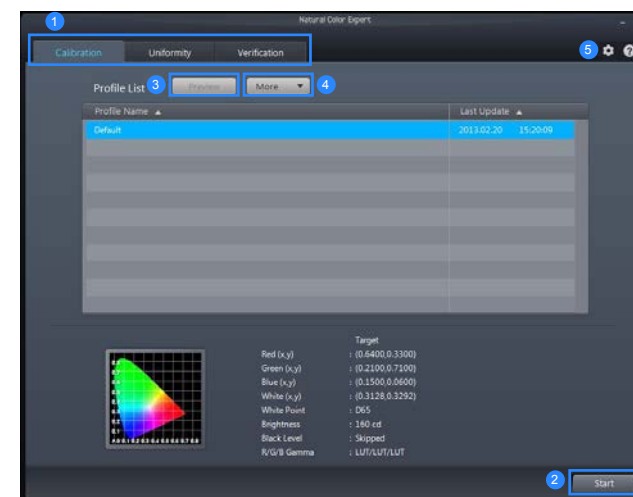 Natural Color Expert
1
Calibration Uniformity Verification
5
Profile List 3 Preview More 4
Profile Name Last Update
Default 2013.02.20 15:20:09
Target
Red (x,y) : (0.6400,0.3300)
Green (x,y) : (0.2100,0.7100)
Blue (x,y) : (0.1500,0.0600)
White (x,y) : (0.3128,0.3292)
White Point : D65
Brightness : 160 cd
Black Level : Skipped
R/G/B Gamma : LUT/LUT/LUT
2 Start